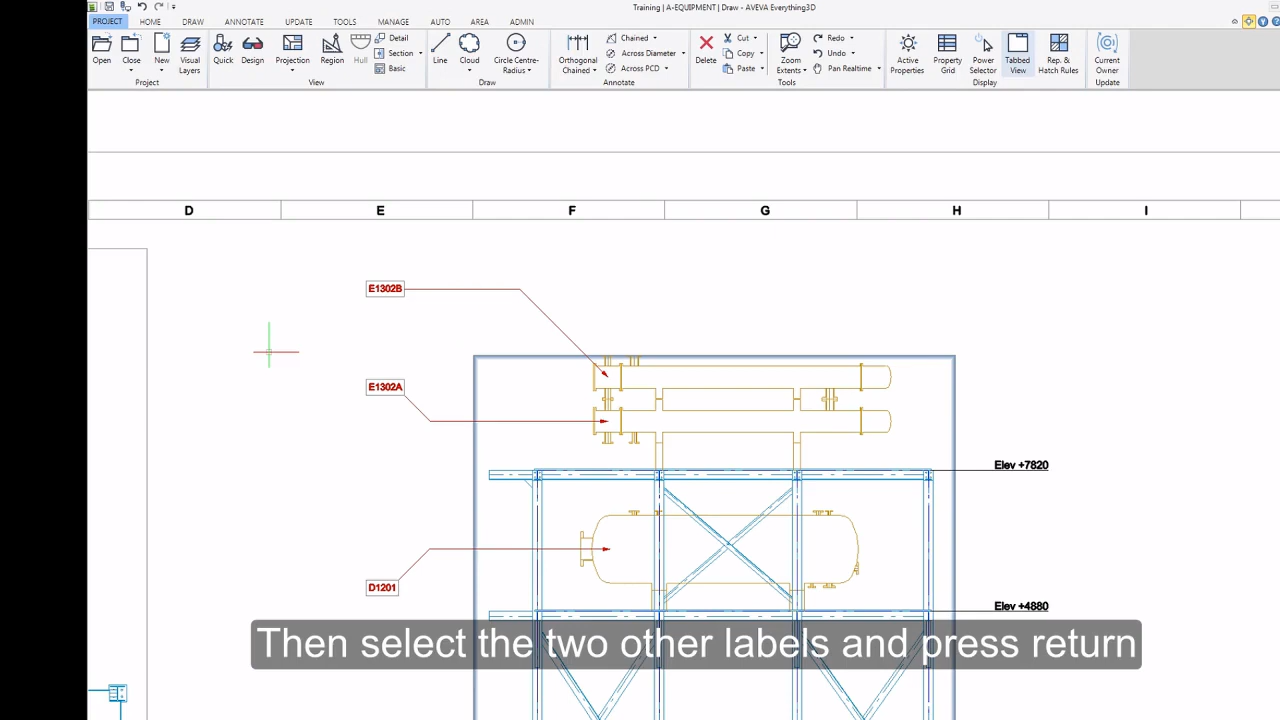 Training | A-EQUIPMENT | Draw - AVEVA Everything3D
PROJECT HOME DRAW ANNOTATE UPDATE TOOLS MANAGE AUTO AREA ADMIN
Open Close New Visual Layers
Project
Quick Design Projection Region Hull Detail Section Basic
View
Line Cloud Circle Centre-Radius
Draw
Orthogonal Chained Chained Across Diameter Across PCD
Annotate
Delete Cut Copy Paste Zoom Extents Redo Undo Pan Realtime
Tools
Active Properties Property Grid Power Selector Tabbed View Rep. & Hatch Rules
Display
Current Owner
Update
D E F G H I
E1302B
E1302A
Elev +7820
D1201
Elev +4880
Then select the two other labels and press return